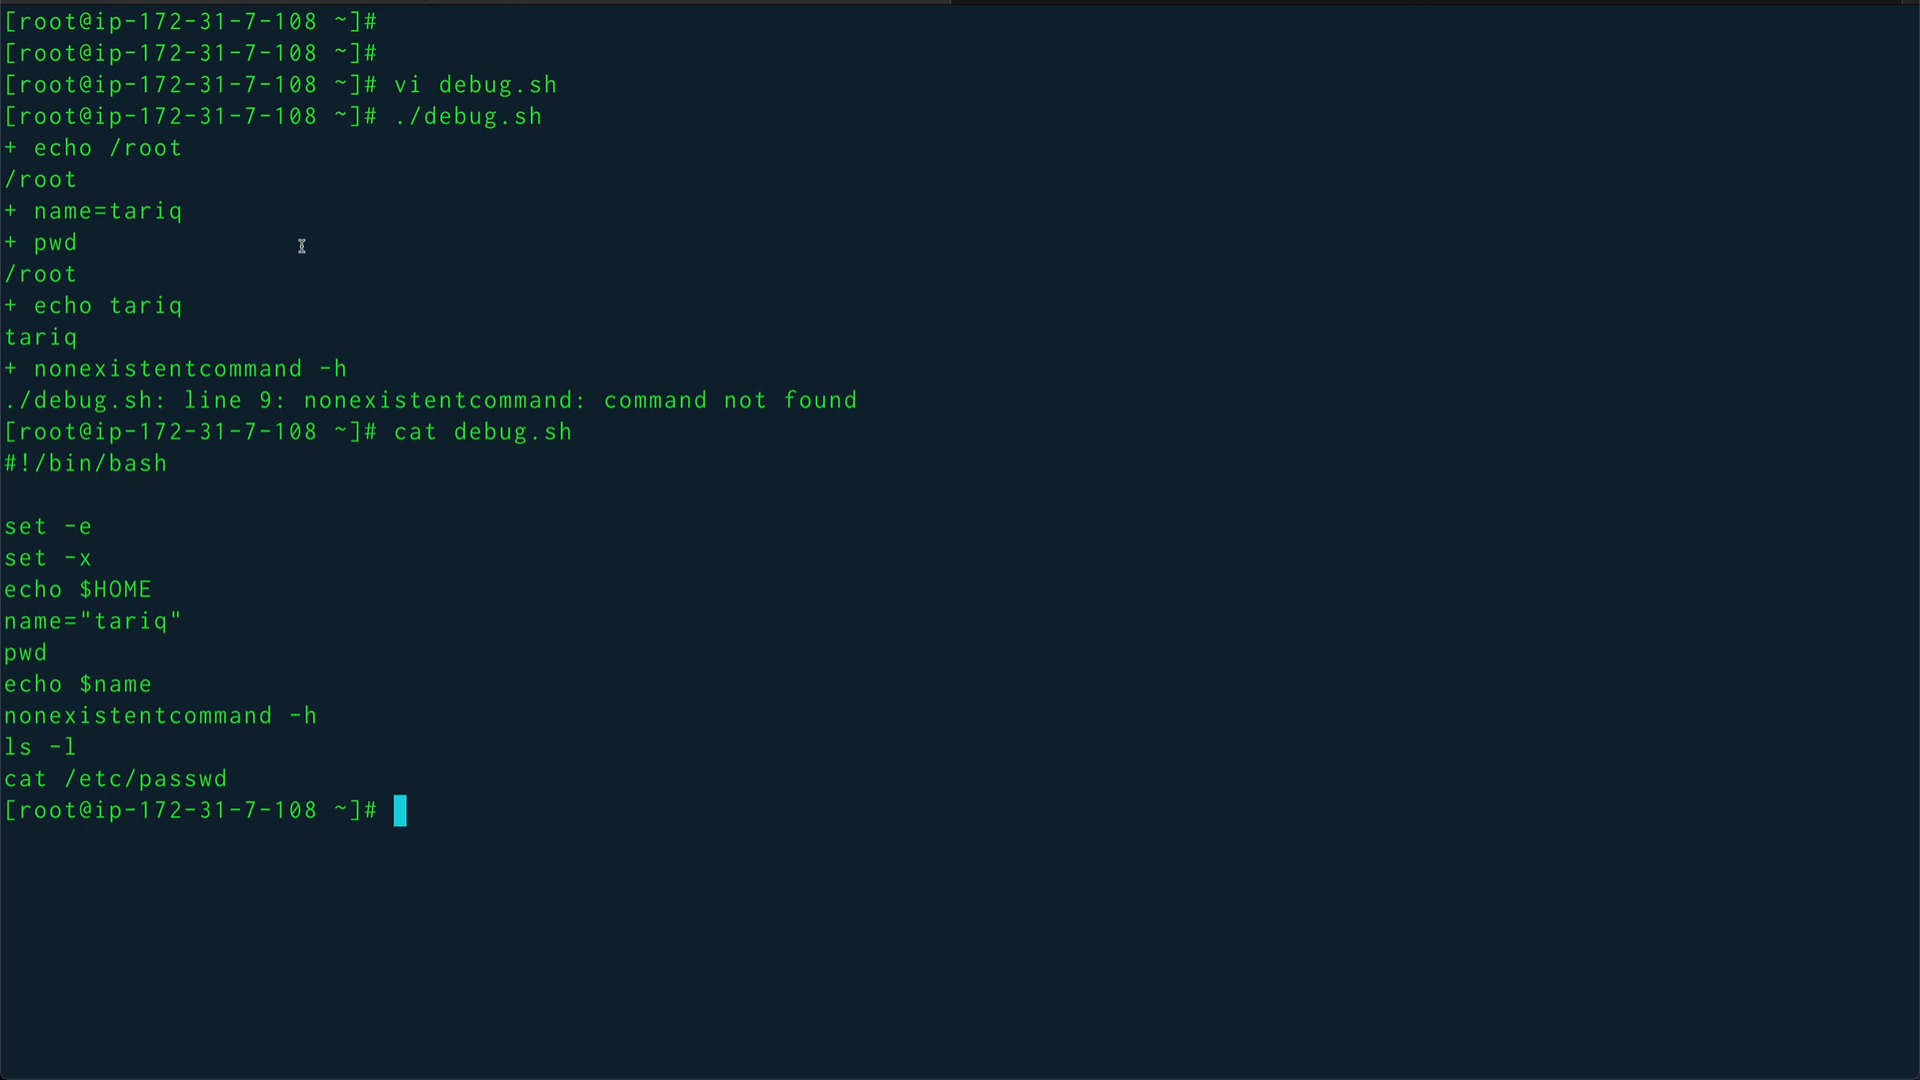 [root@ip-172-31-7-108 ~]#
[root@ip-172-31-7-108 ~]#
[root@ip-172-31-7-108 ~]# vi debug.sh
[root@ip-172-31-7-108 ~]# ./debug.sh
+ echo /root
/root
+ name=tariq
+ pwd
/root
+ echo tariq
tariq
+ nonexistentcommand -h
./debug.sh: line 9: nonexistentcommand: command not found
[root@ip-172-31-7-108 ~]# cat debug.sh
#!/bin/bash

set -e
set -x
echo $HOME
name="tariq"
pwd
echo $name
nonexistentcommand -h
ls -l
cat /etc/passwd
[root@ip-172-31-7-108 ~]#